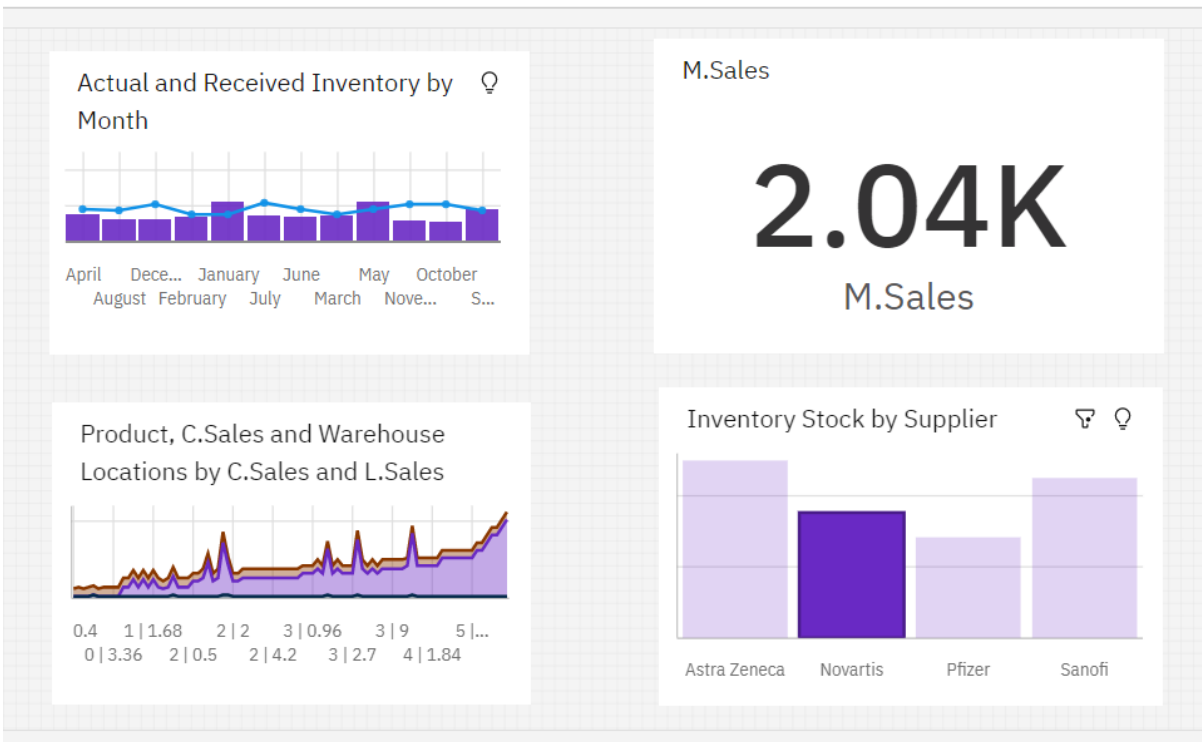 Actual and Received Inventory by
Month
April Dece... January June May October
August February July March Nove... S...
M.Sales
2.04K
M.Sales
Product, C.Sales and Warehouse
Locations by C.Sales and L.Sales
0.4 1|1.68 2|2 3|0.96 3|9 5|...
0|3.36 2|0.5 2|4.2 3|2.7 4|1.84
Inventory Stock by Supplier
Astra Zeneca Novartis Pfizer Sanofi